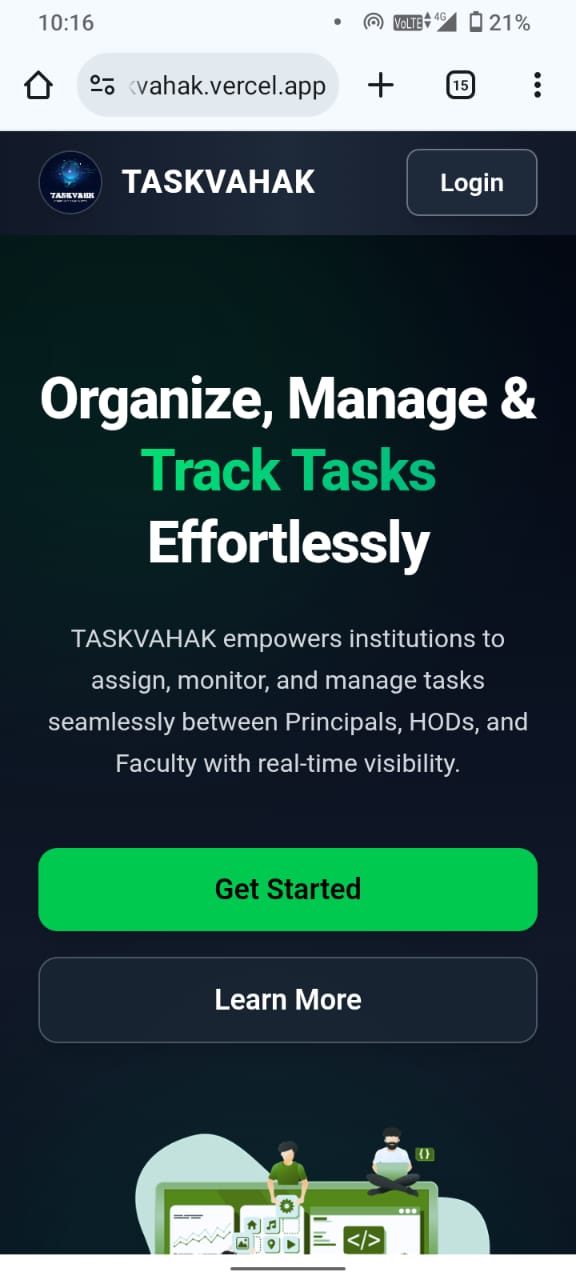 10:16
VoLTE 4G 21%
vahak.vercel.app
15
TASKVAHK
TASKVAHAK
Login
Organize, Manage &
Track Tasks
Effortlessly
TASKVAHAK empowers institutions to
assign, monitor, and manage tasks
seamlessly between Principals, HODs, and
Faculty with real-time visibility.
Get Started
Learn More
{}
</>